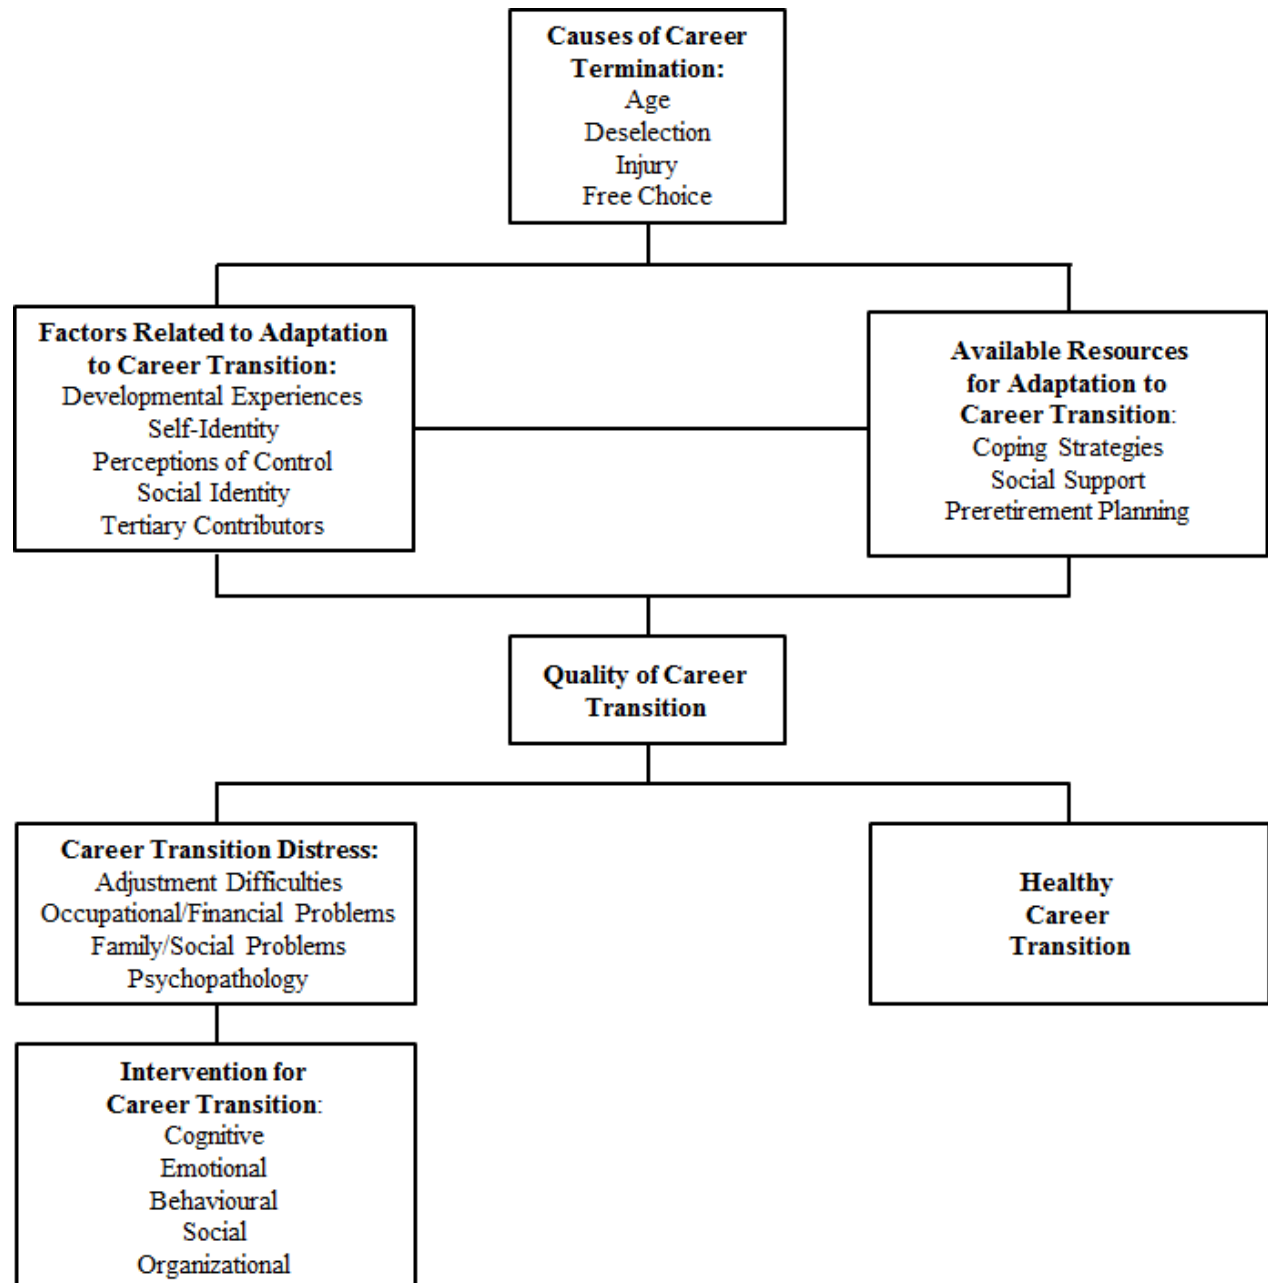 Causes of Career
Termination:
Age
Deselection
Injury
Free Choice
Factors Related to Adaptation
to Career Transition:
Developmental Experiences
Self-Identity
Perceptions of Control
Social Identity
Tertiary Contributors
Available Resources
for Adaptation to
Career Transition:
Coping Strategies
Social Support
Preretirement Planning
Quality of Career
Transition
Career Transition Distress:
Adjustment Difficulties
Occupational/Financial Problems
Family/Social Problems
Psychopathology
Healthy
Career
Transition
Intervention for
Career Transition:
Cognitive
Emotional
Behavioural
Social
Organizational